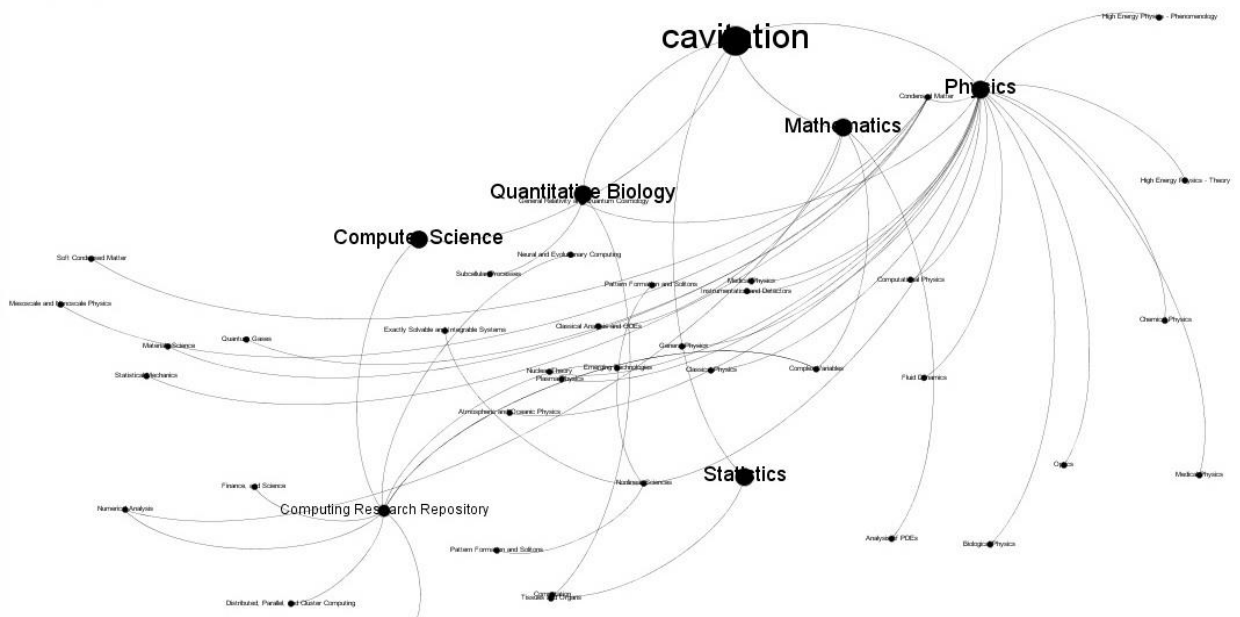 High Energy Physics - Phenomenology
cavitation
Physics
Condensed Matter
Mathematics
High Energy Physics - Theory
Quantitative Biology
General Relativity and Quantum Cosmology
Computer Science
Neural and Evolutionary Computing
Soft Condensed Matter
Subcellular Processes
Medical Physics
Computational Physics
Pattern Formation and Solitons
Instrumentation and Detectors
Mesoscale and Nanoscale Physics
Chemical Physics
Exactly Solvable and Integrable Systems
Classical Analysis and ODEs
Quantum Gases
Materials Science
General Physics
Nuclear Theory
Emerging Technologies
Classical Physics
Complex Variables
Statistical Mechanics
Plasma Physics
Fluid Dynamics
Atmospheric and Oceanic Physics
Optics
Statistics
Medical Physics
Nonlinear Sciences
Finance, and Science
Numerical Analysis
Computing Research Repository
Analysis of PDEs
Biological Physics
Pattern Formation and Solitons
Computation
Tissues and Organs
Distributed, Parallel, and Cluster Computing